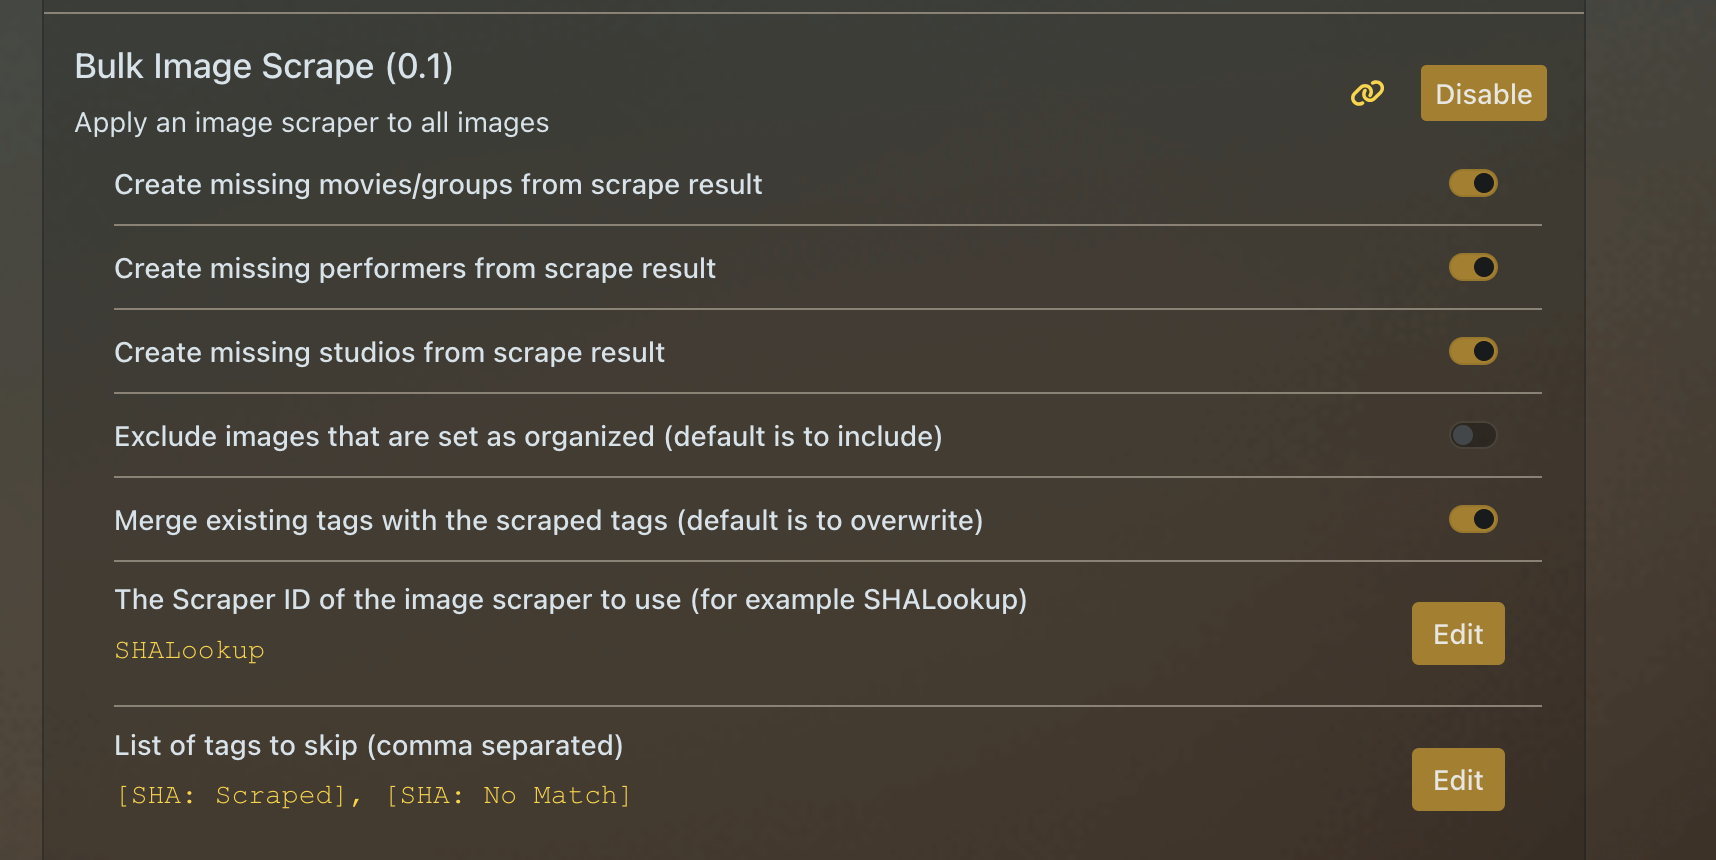 Bulk Image Scrape (0.1)
Disable
Apply an image scraper to all images
Create missing movies/groups from scrape result
Create missing performers from scrape result
Create missing studios from scrape result
Exclude images that are set as organized (default is to include)
Merge existing tags with the scraped tags (default is to overwrite)
The Scraper ID of the image scraper to use (for example SHALookup)
SHALookup
Edit
List of tags to skip (comma separated)
[SHA: Scraped], [SHA: No Match]
Edit